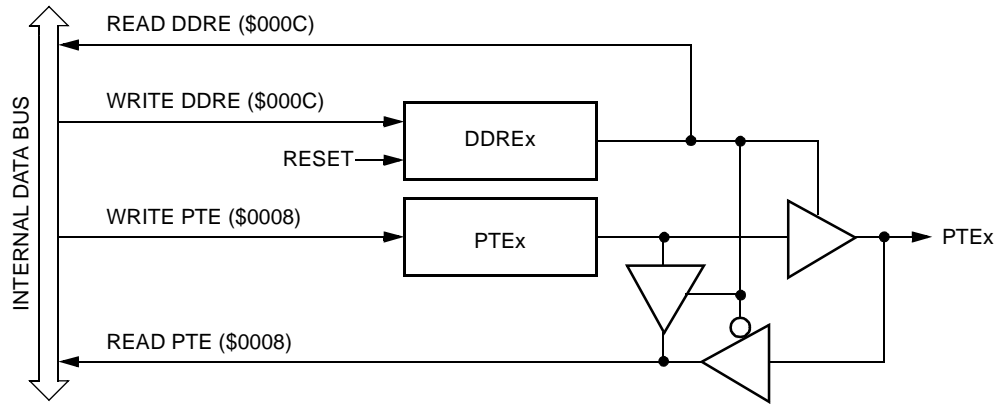 READ DDRE ($000C)
WRITE DDRE ($000C)
DDREx
RESET
WRITE PTE ($0008)
PTEx
PTEx
READ PTE ($0008)
INTERNAL DATA BUS